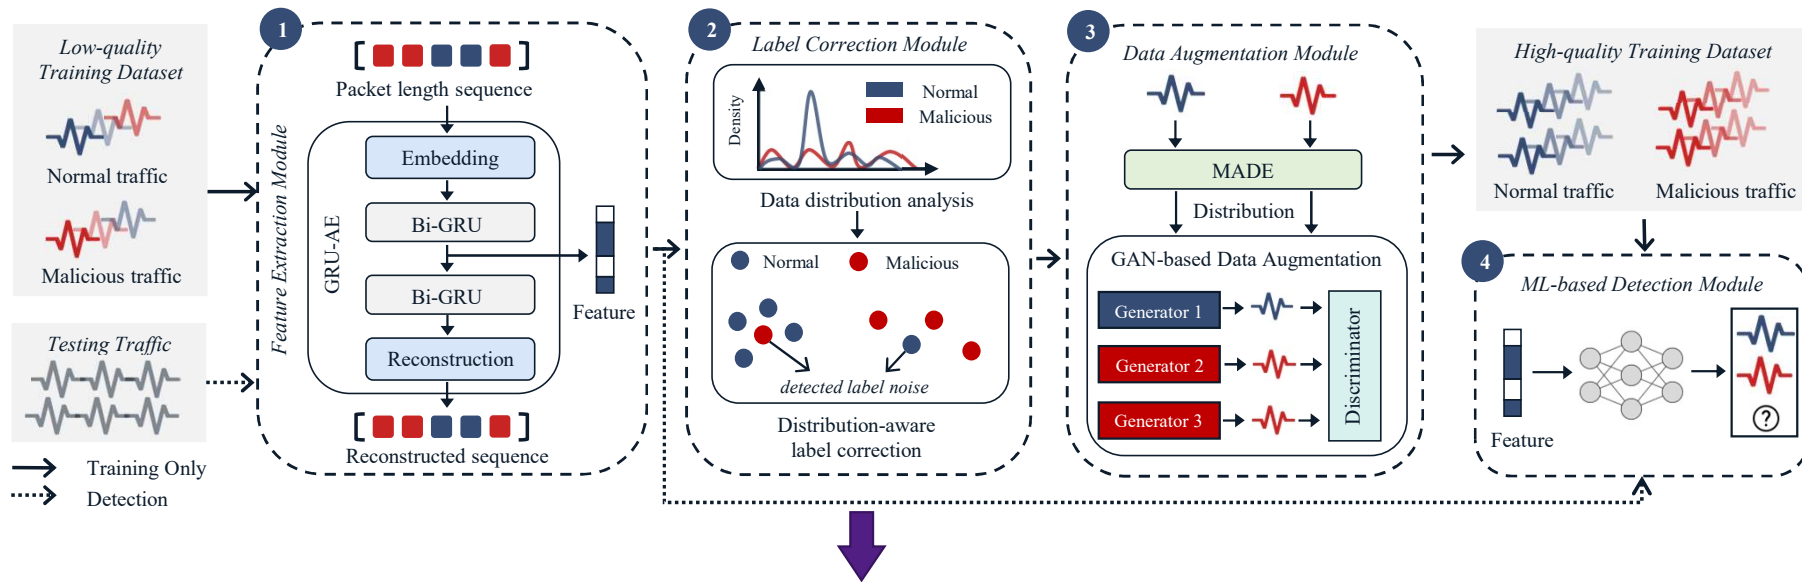 Low-quality
Training Dataset
Normal traffic
Malicious traffic
Testing Traffic
Training Only
Detection
1
Feature Extraction Module
Packet length sequence
GRU-AE
Embedding
Bi-GRU
Bi-GRU
Reconstruction
Feature
Reconstructed sequence
2
Label Correction Module
Density
Normal
Malicious
Data distribution analysis
Normal
Malicious
detected label noise
Distribution-aware
label correction
3
Data Augmentation Module
MADE
Distribution
GAN-based Data Augmentation
Generator 1
Generator 2
Generator 3
Discriminator
High-quality Training Dataset
Normal traffic
Malicious traffic
4
ML-based Detection Module
Feature
?